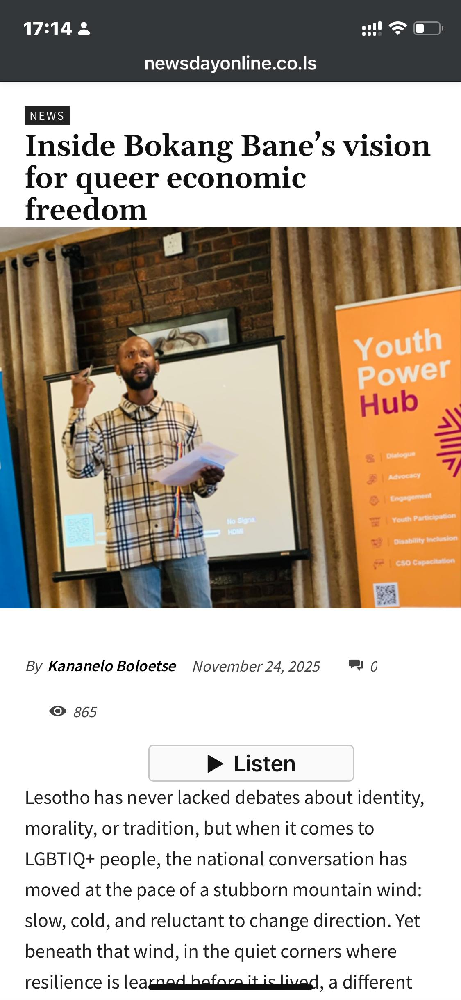 17:14
newsdayonline.co.ls
NEWS
Inside Bokang Bane’s vision
for queer economic
freedom
Youth
Power
Hub
Dialogue
Advocacy
Engagement
Youth Participation
Disability Inclusion
CSO Capacitation
No Signa
HDMI
By Kananelo Boloetse November 24, 2025 0
865
Listen
Lesotho has never lacked debates about identity,
morality, or tradition, but when it comes to
LGBTIQ+ people, the national conversation has
moved at the pace of a stubborn mountain wind:
slow, cold, and reluctant to change direction. Yet
beneath that wind, in the quiet corners where
resilience is learned before it is lived, a different